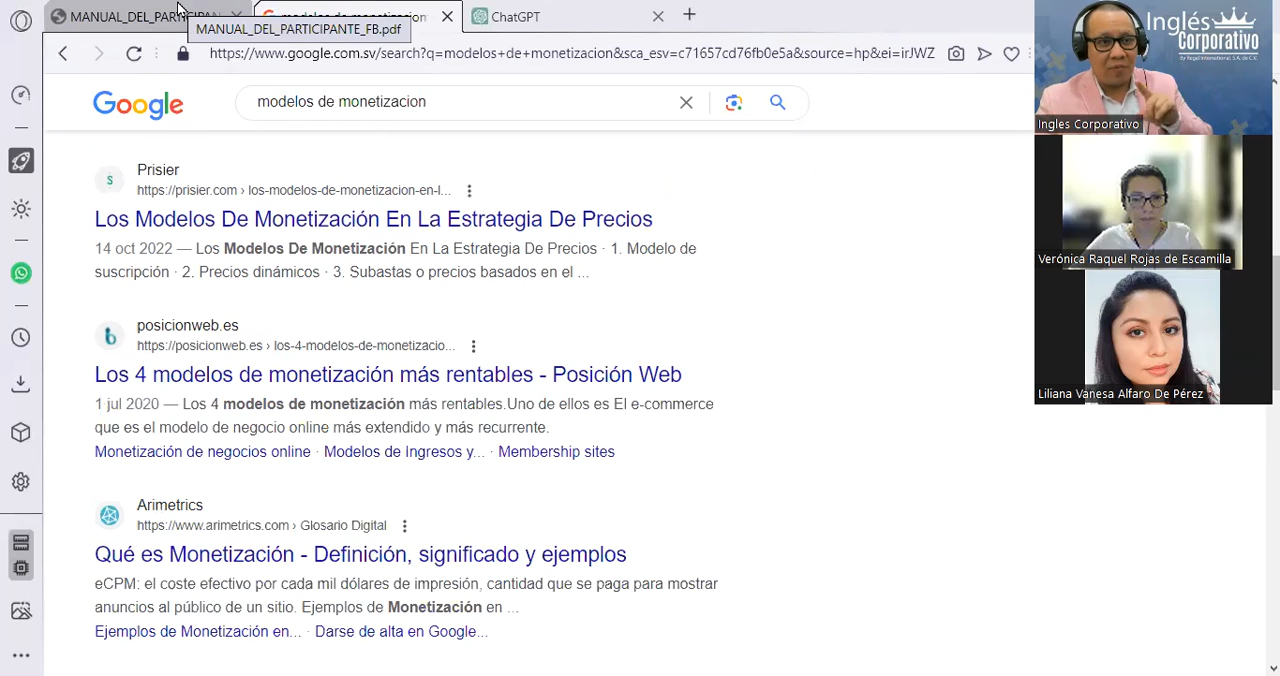 MANUAL_DEL_PARTICIPAN
modelos de monetizacion
ChatGPT
MANUAL_DEL_PARTICIPANTE_FB.pdf
https://www.google.com.sv/search?q=modelos+de+monetizacion&sca_esv=c71657cd76fb0e5a&source=hp&ei=irJWZ
Google
modelos de monetizacion
Prisier
https://prisier.com › los-modelos-de-monetizacion-en-l...
Los Modelos De Monetización En La Estrategia De Precios
14 oct 2022 — Los Modelos De Monetización En La Estrategia De Precios · 1. Modelo de
suscripción · 2. Precios dinámicos · 3. Subastas o precios basados en el ...
posicionweb.es
https://posicionweb.es › los-4-modelos-de-monetizacio...
Los 4 modelos de monetización más rentables - Posición Web
1 jul 2020 — Los 4 modelos de monetización más rentables.Uno de ellos es El e-commerce
que es el modelo de negocio online más extendido y más recurrente.
Monetización de negocios online · Modelos de Ingresos y... · Membership sites
Arimetrics
https://www.arimetrics.com › Glosario Digital
Qué es Monetización - Definición, significado y ejemplos
eCPM: el coste efectivo por cada mil dólares de impresión, cantidad que se paga para mostrar
anuncios al público de un sitio. Ejemplos de Monetización en ...
Ejemplos de Monetización en... · Darse de alta en Google...
Inglés
Corporativo
By Regal International, S.A. de C.V.
Ingles Corporativo
Verónica Raquel Rojas de Escamilla
Liliana Vanesa Alfaro De Pérez